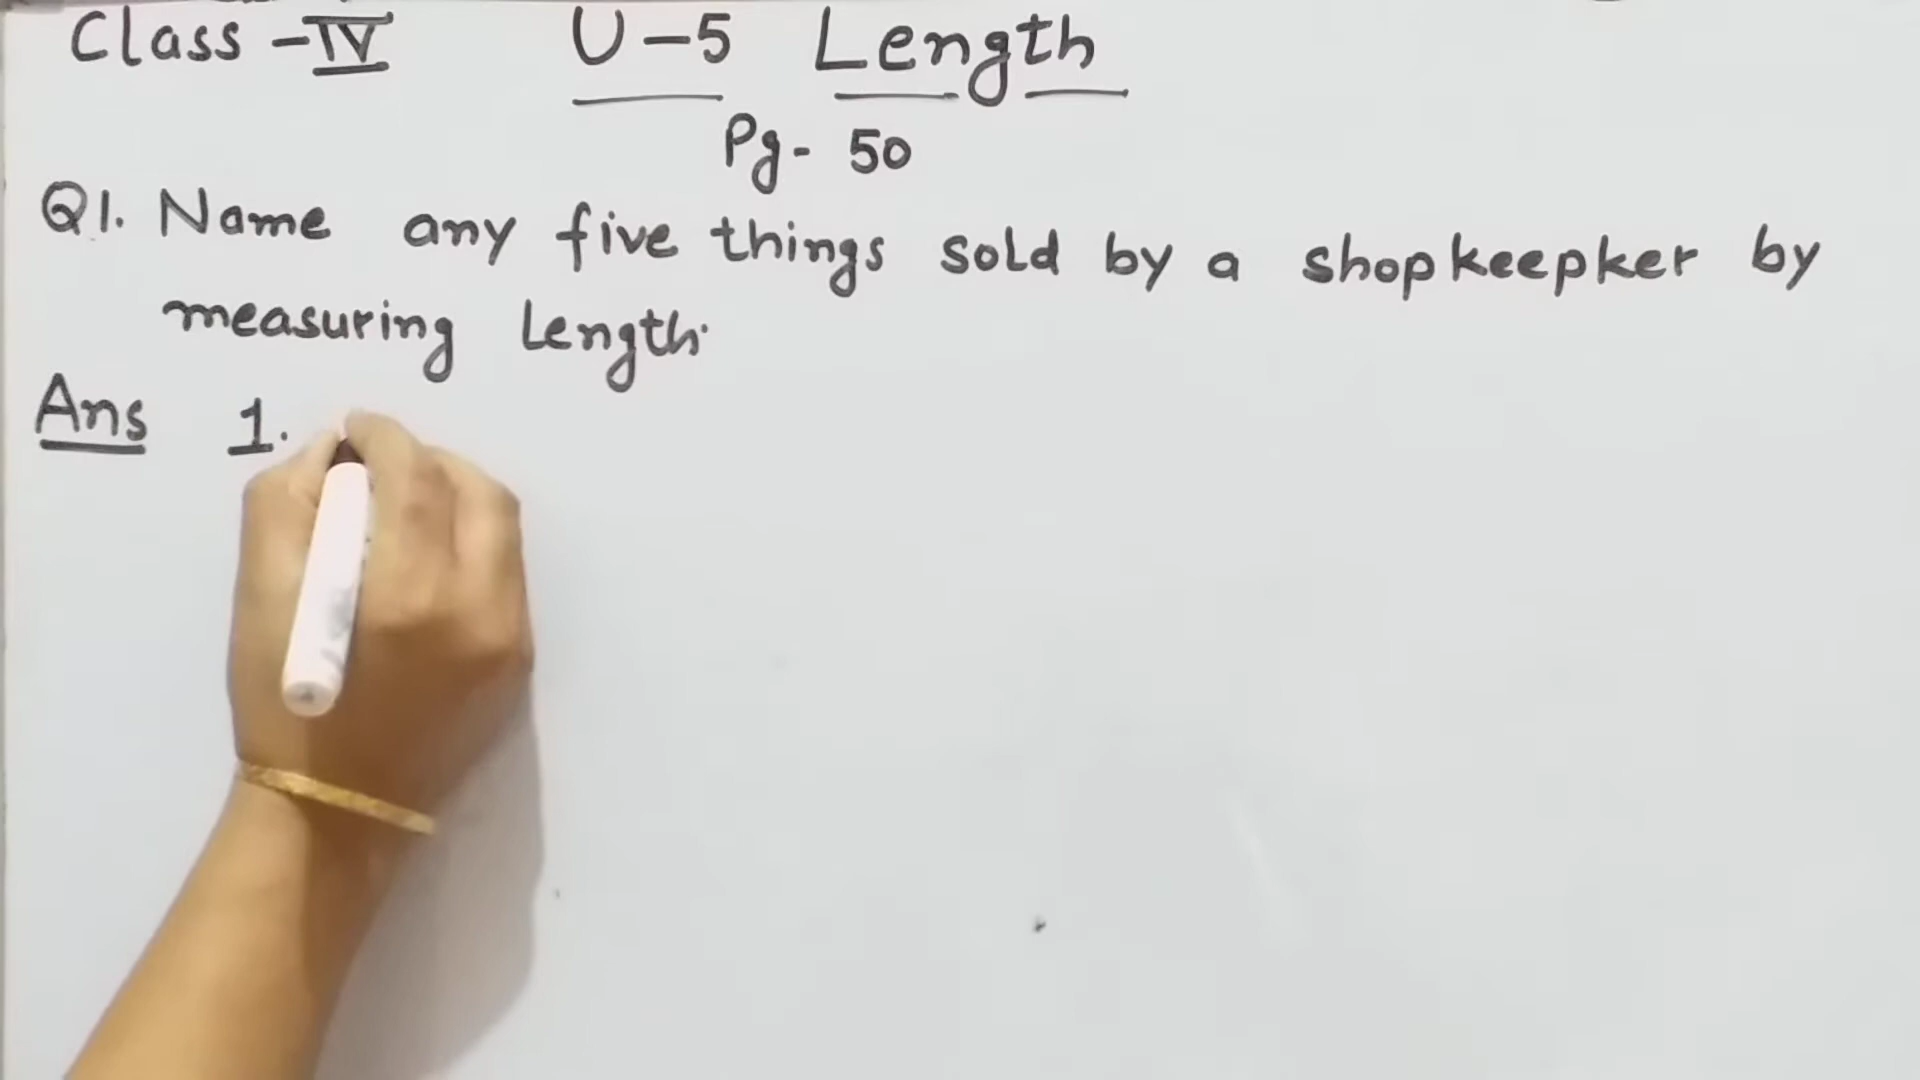 Class -IV U-5 Length
Pg- 50
Q1. Name any five things sold by a shopkeepker by
measuring Length.
Ans 1.